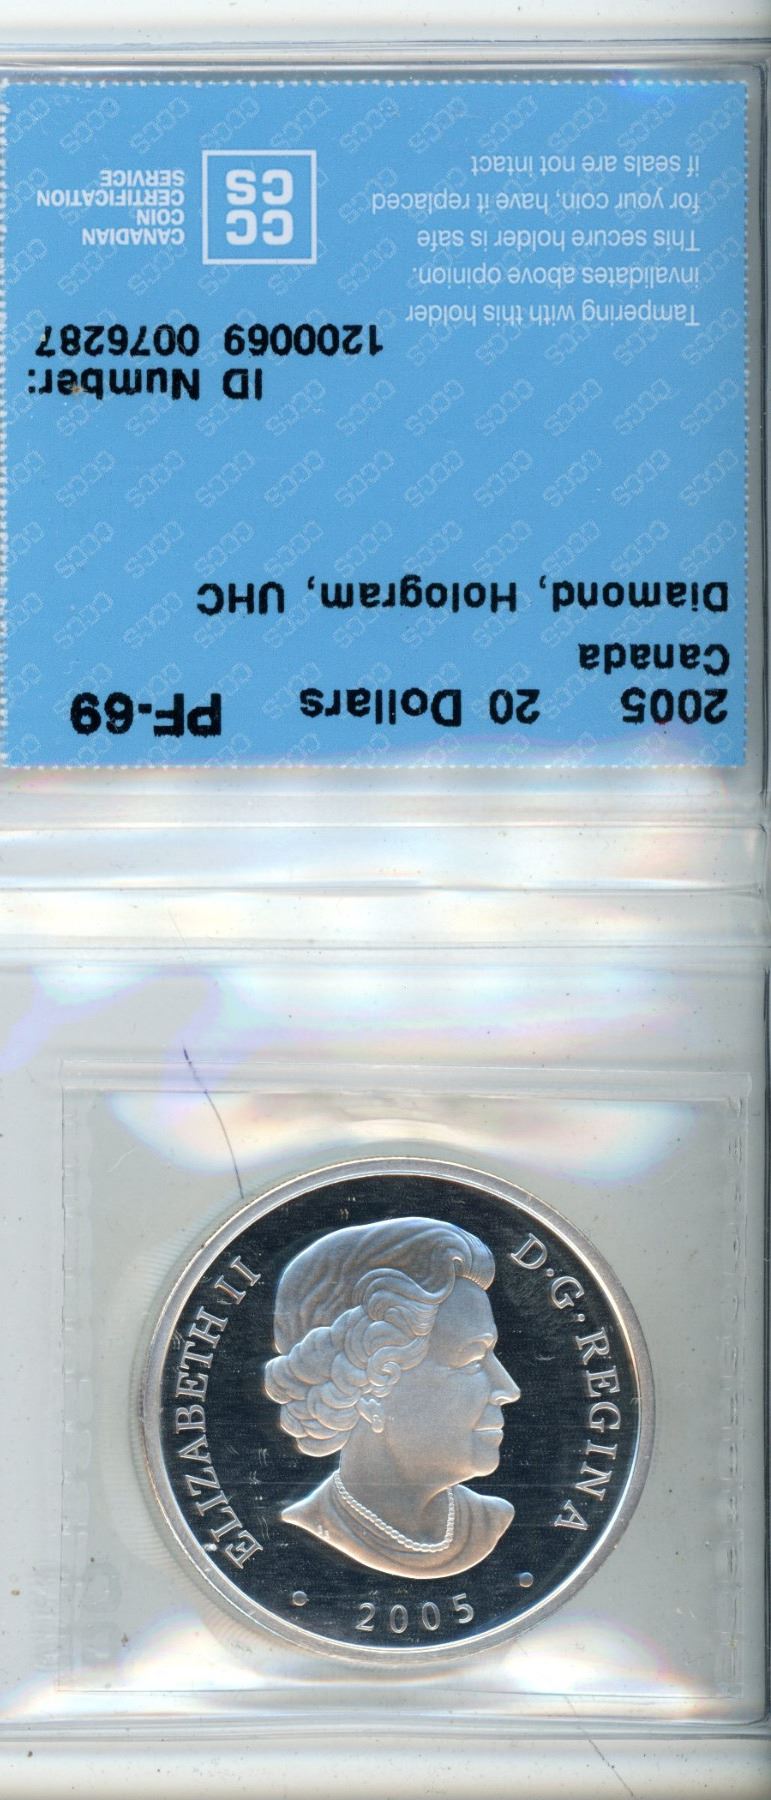 2005 20 Dollars PF-69
Canada
Diamond, Hologram, UHC
ID Number:
1200069 0076287
Tampering with this holder
invalidates above opinion.
This secure holder is safe
for your coin, have it replaced
if seals are not intact
CC
CS
CANADIAN
COIN
CERTIFICATION
SERVICE
ELIZABETH II
D·G·REGINA
• 2005 •